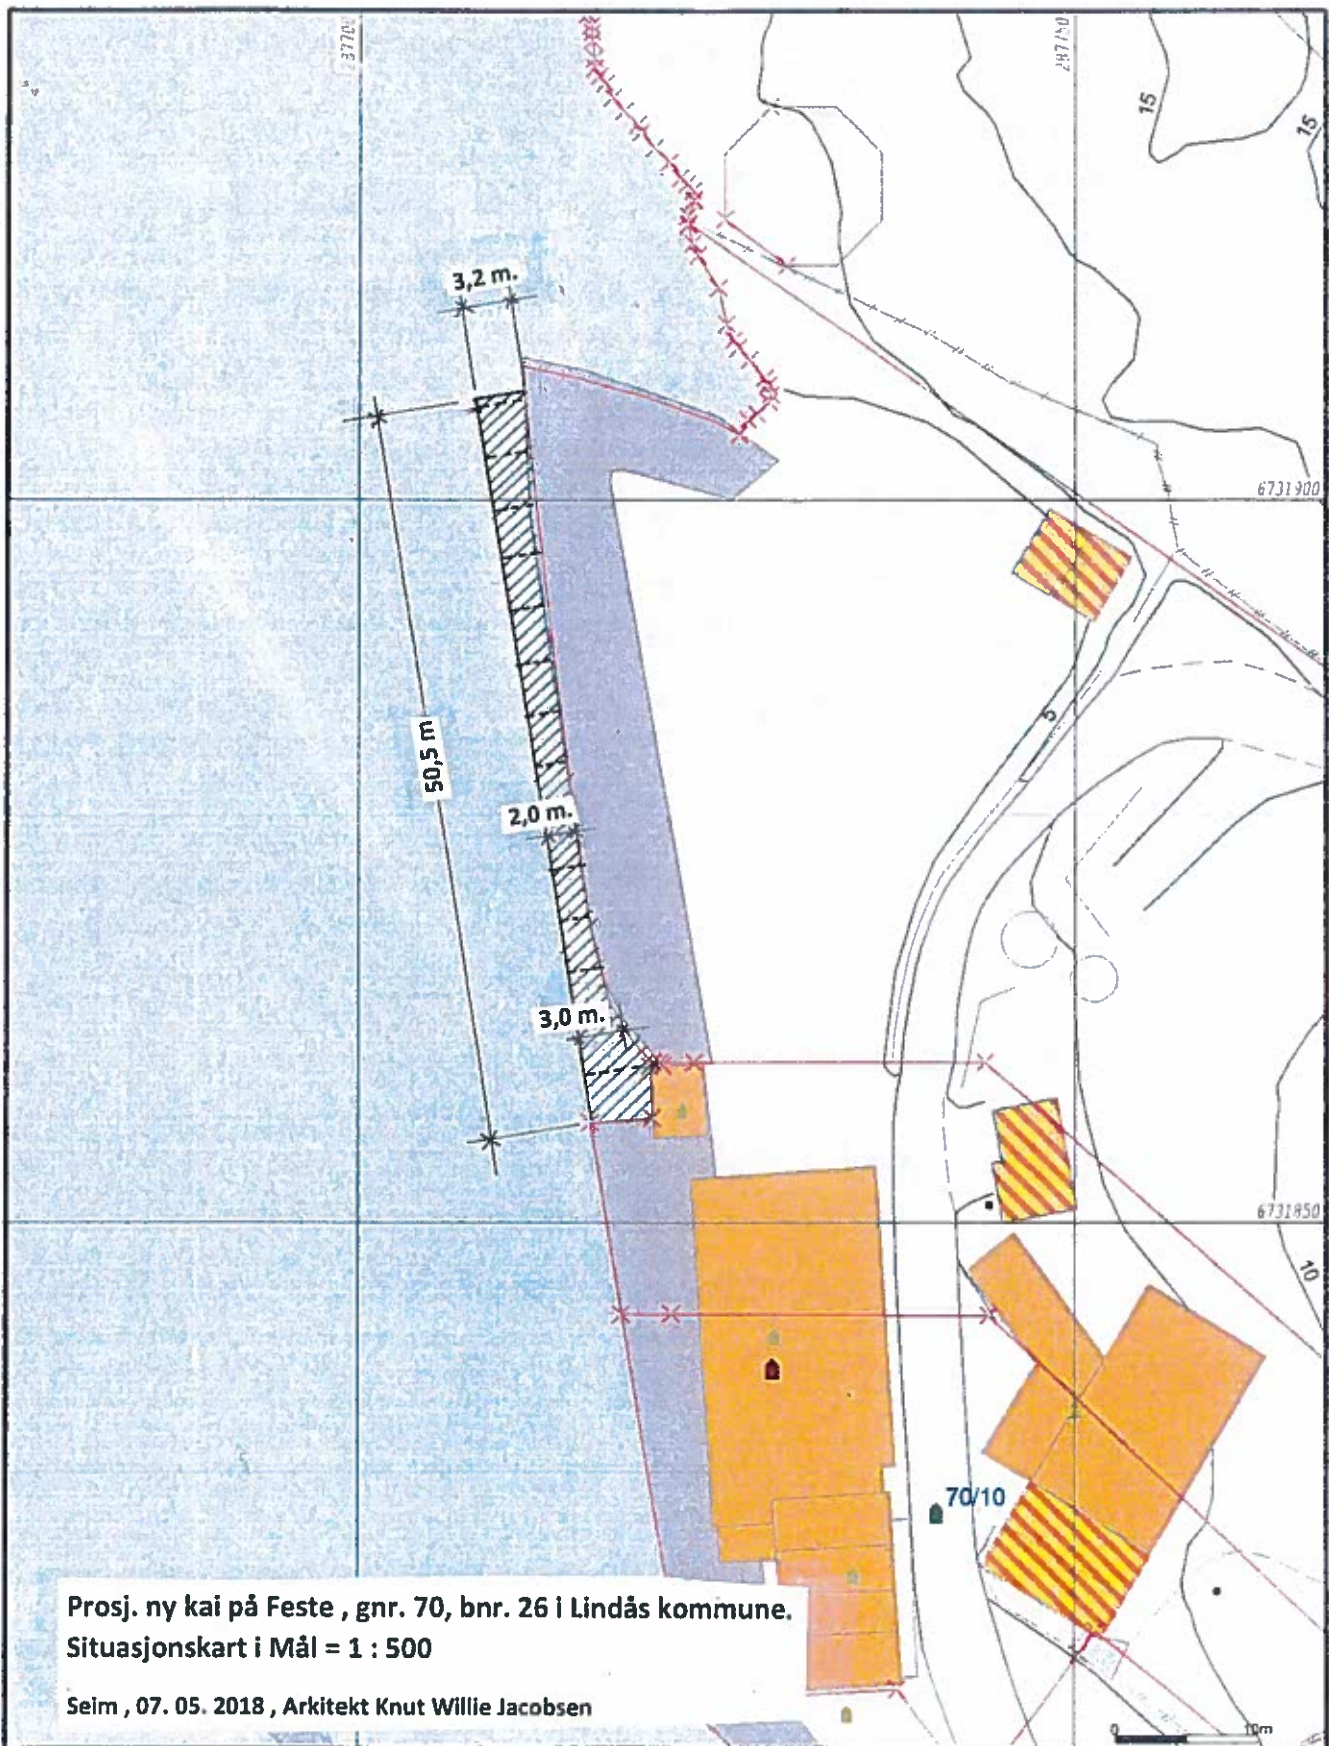 287750
15
15
3,2 m.
6731900
50,5 m
5
2,0 m.
3,0 m.
6731850
10
70/10
Prosj. ny kai på Feste , gnr. 70, bnr. 26 i Lindås kommune.
Situasjonskart i Mål = 1 : 500
Seim , 07. 05. 2018 , Arkitekt Knut Willie Jacobsen
0 10m